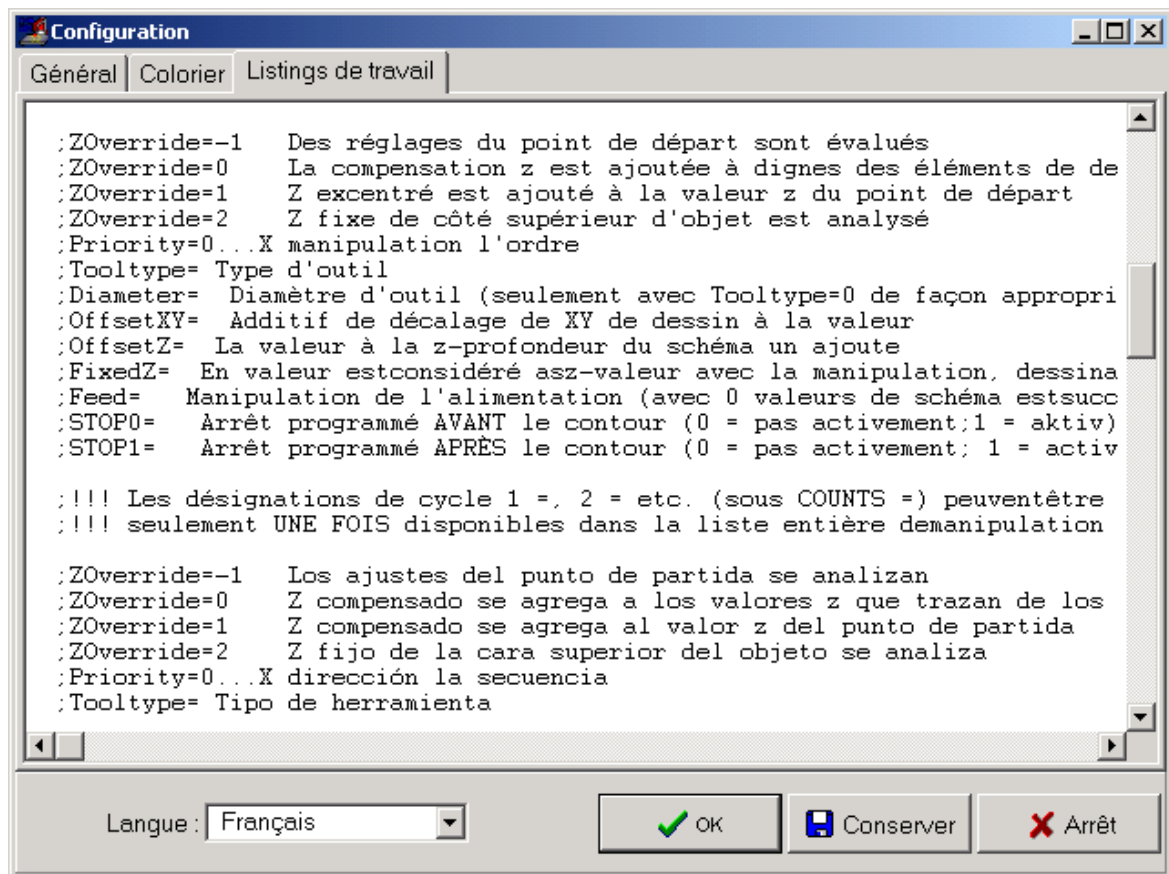 Configuration
Général Colorier Listings de travail
;ZOverride=-1 Des réglages du point de départ sont évalués
;ZOverride=0 La compensation z est ajoutée à dignes des éléments de de
;ZOverride=1 Z excentré est ajouté à la valeur z du point de départ
;ZOverride=2 Z fixe de côté supérieur d'objet est analysé
;Priority=0...X manipulation l'ordre
;Tooltype= Type d'outil
;Diameter= Diamètre d'outil (seulement avec Tooltype=0 de façon appropri
;OffsetXY= Additif de décalage de XY de dessin à la valeur
;OffsetZ= La valeur à la z-profondeur du schéma un ajoute
;FixedZ= En valeur estconsidéré asz-valeur avec la manipulation, dessina
;Feed= Manipulation de l'alimentation (avec 0 valeurs de schéma estsucc
;STOP0= Arrêt programmé AVANT le contour (0 = pas activement;1 = aktiv)
;STOP1= Arrêt programmé APRÈS le contour (0 = pas activement; 1 = activ
;!!! Les désignations de cycle 1 =, 2 = etc. (sous COUNTS =) peuventêtre
;!!! seulement UNE FOIS disponibles dans la liste entière demanipulation
;ZOverride=-1 Los ajustes del punto de partida se analizan
;ZOverride=0 Z compensado se agrega a los valores z que trazan de los
;ZOverride=1 Z compensado se agrega al valor z del punto de partida
;ZOverride=2 Z fijo de la cara superior del objeto se analiza
;Priority=0...X dirección la secuencia
;Tooltype= Tipo de herramienta
Langue : Français OK Conserver Arrêt